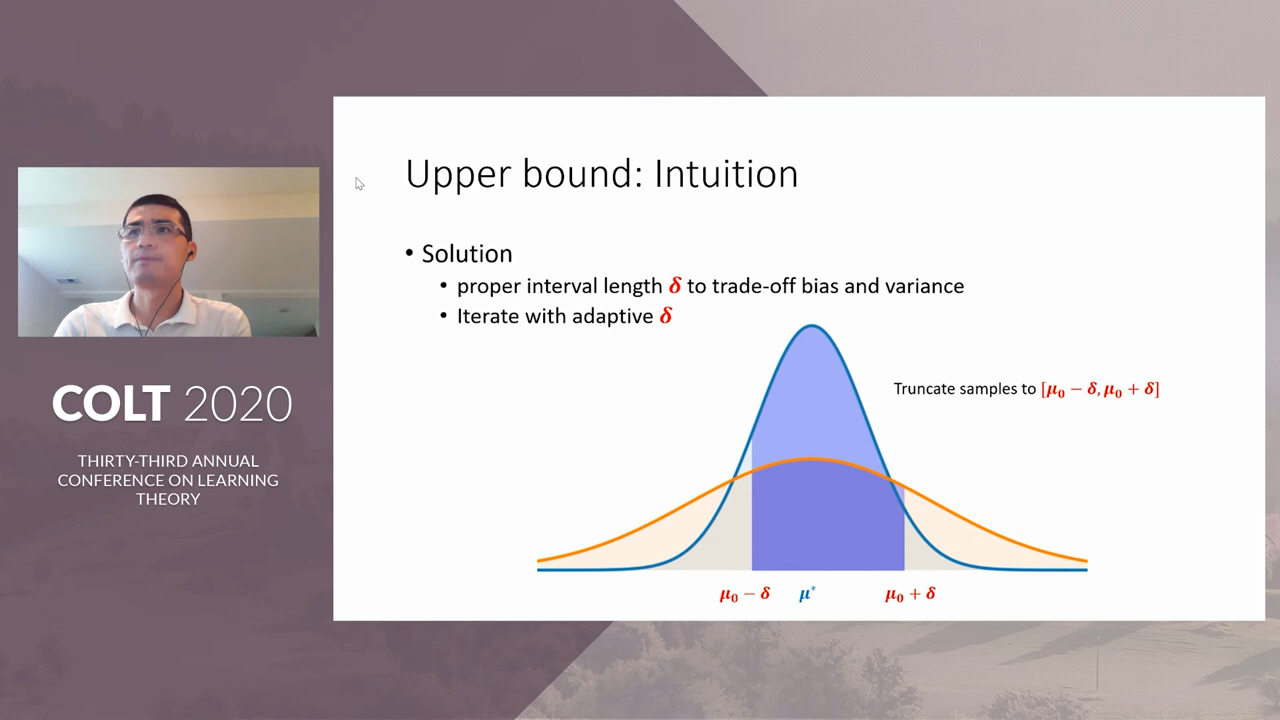 Upper bound: Intuition
• Solution
• proper interval length δ to trade-off bias and variance
• Iterate with adaptive δ
Truncate samples to [μ₀ − δ, μ₀ + δ]
μ₀ − δ
μ*
μ₀ + δ
COLT 2020
THIRTY-THIRD ANNUAL
CONFERENCE ON LEARNING
THEORY